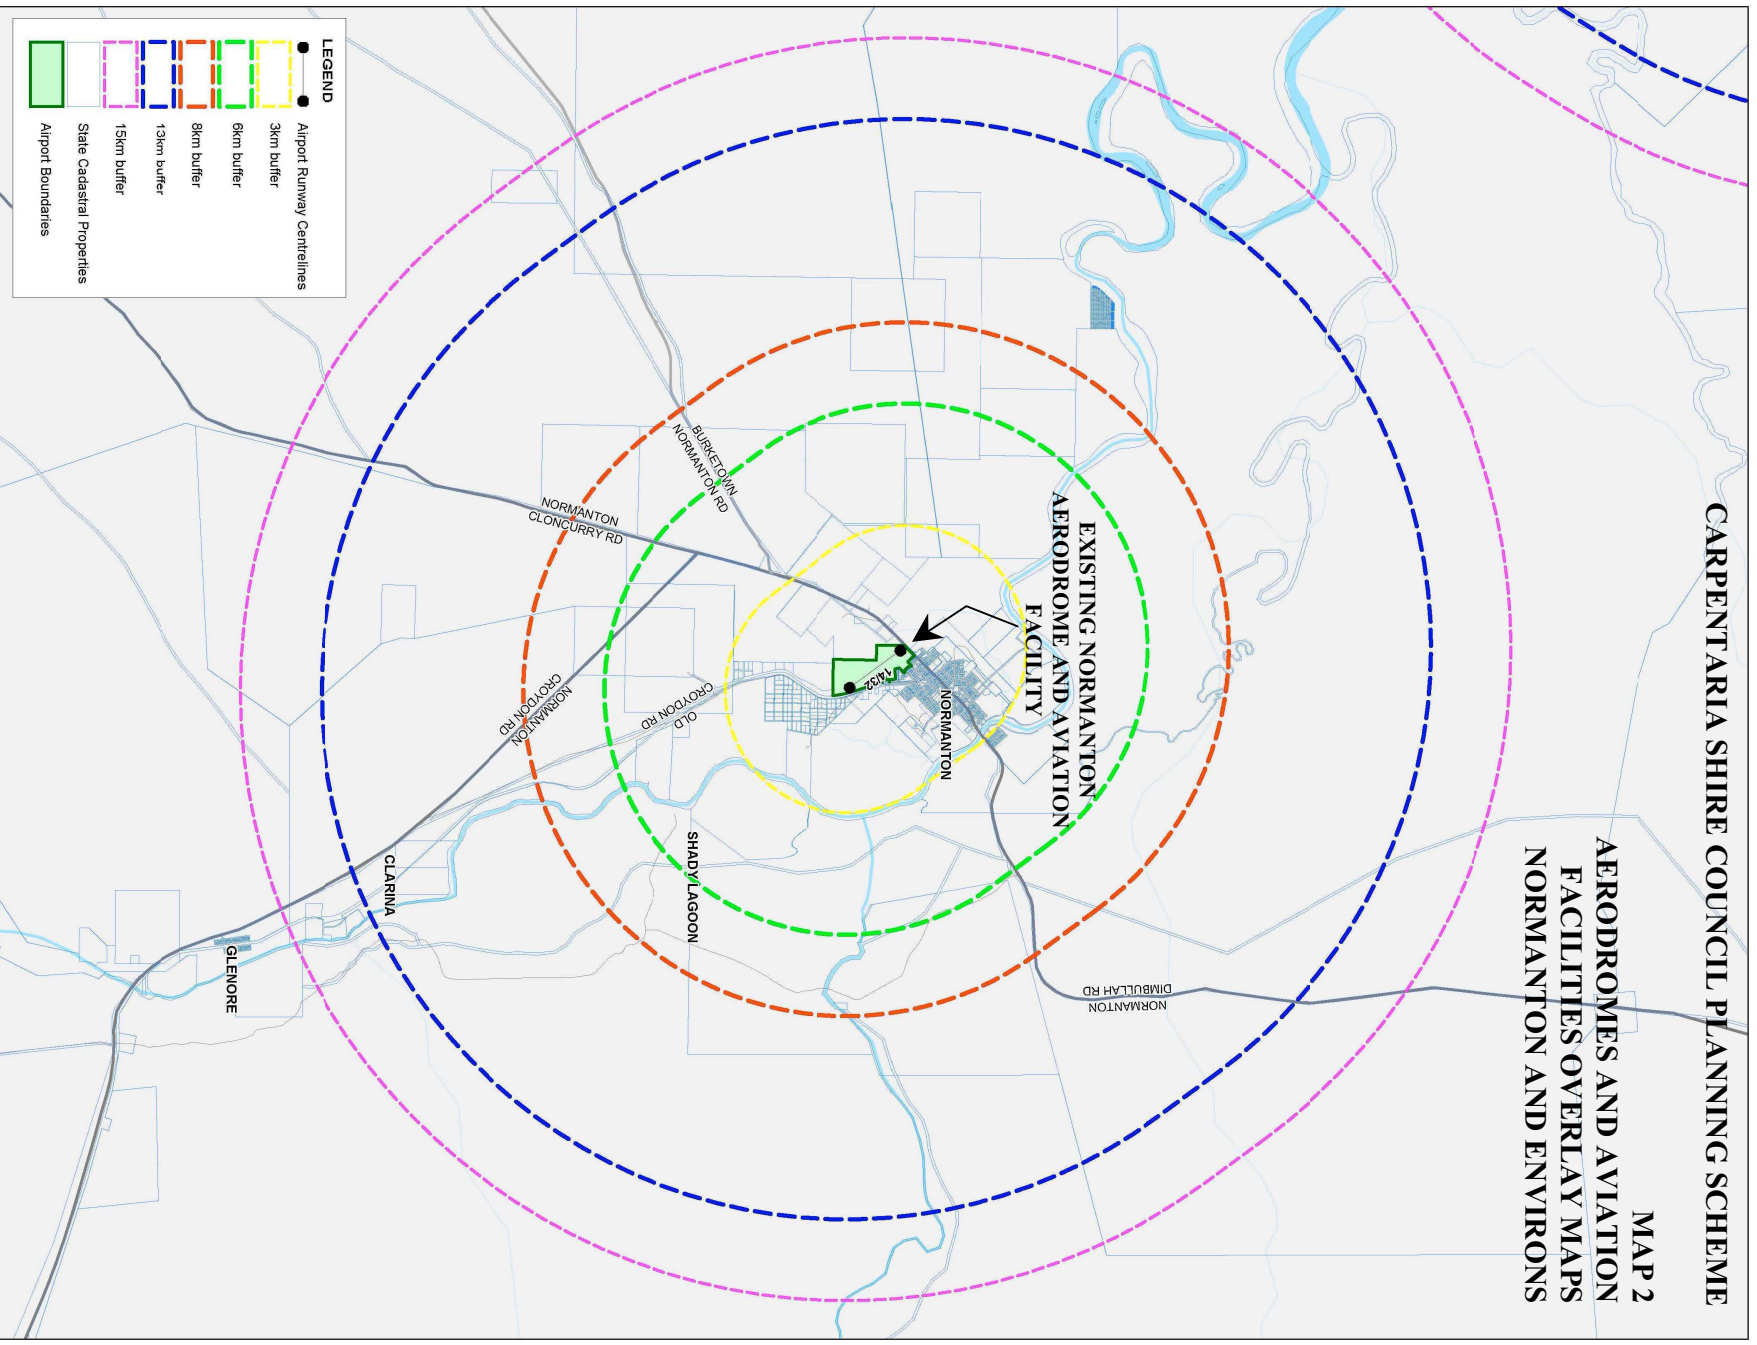 CARPENTARIA SHIRE COUNCIL PLANNING SCHEME
MAP 2
AERODROMES AND AVIATION
FACILITIES OVERLAY MAPS
NORMANTON AND ENVIRONS
EXISTING NORMANTON
AERODROME AND AVIATION
FACILITY
NORMANTON
14/32
BURKETOWN
NORMANTON RD
NORMANTON
CLONCURRY RD
NORMANTON
CROYDON RD
OLD
CROYDON RD
NORMANTON
DIMBULLAH RD
SHADY LAGOON
CLARINA
GLENORE
LEGEND
Airport Runway Centrelines
3km buffer
6km buffer
8km buffer
13km buffer
15km buffer
State Cadastral Properties
Airport Boundaries